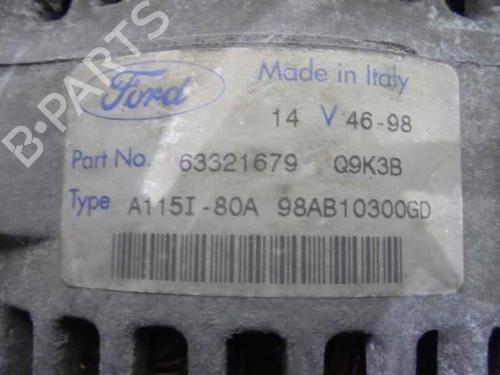 B-PARTS
Ford
Made in Italy
14 V 46-98
Part No. 63321679 Q9K3B
Type A115I-80A 98AB10300GD